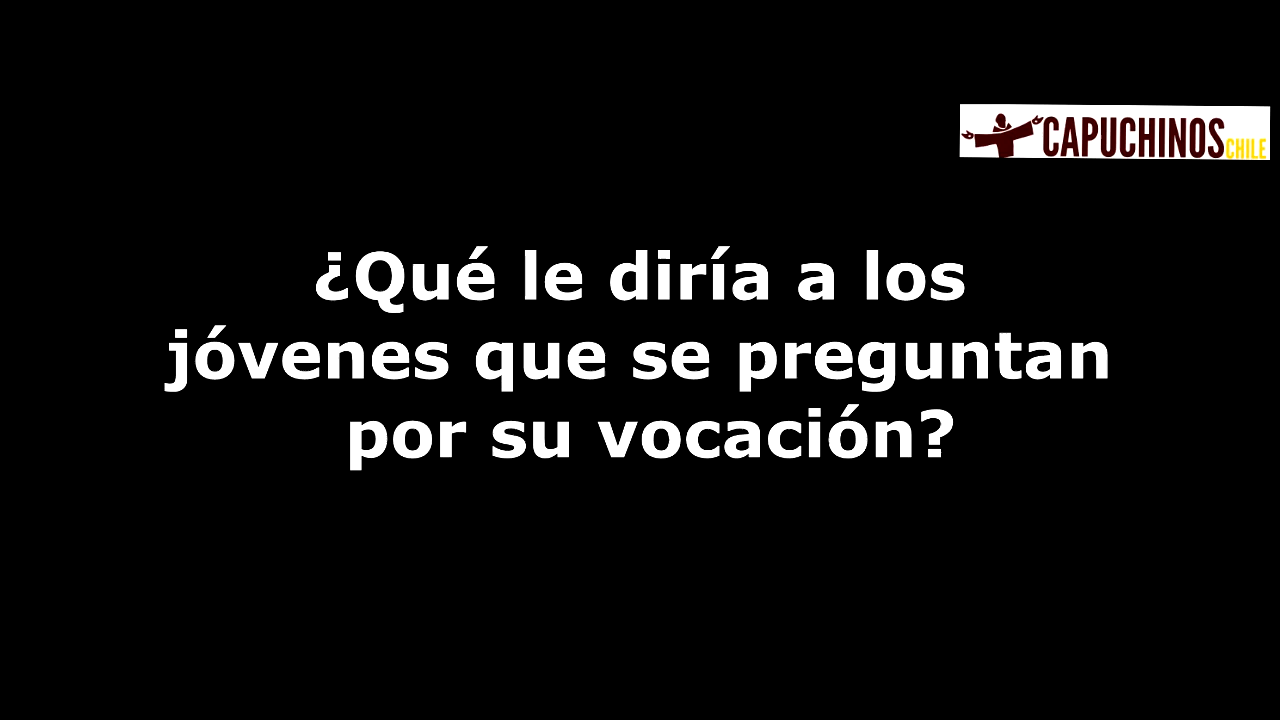 CAPUCHINOS CHILE
¿Qué le diría a los
jóvenes que se preguntan
por su vocación?